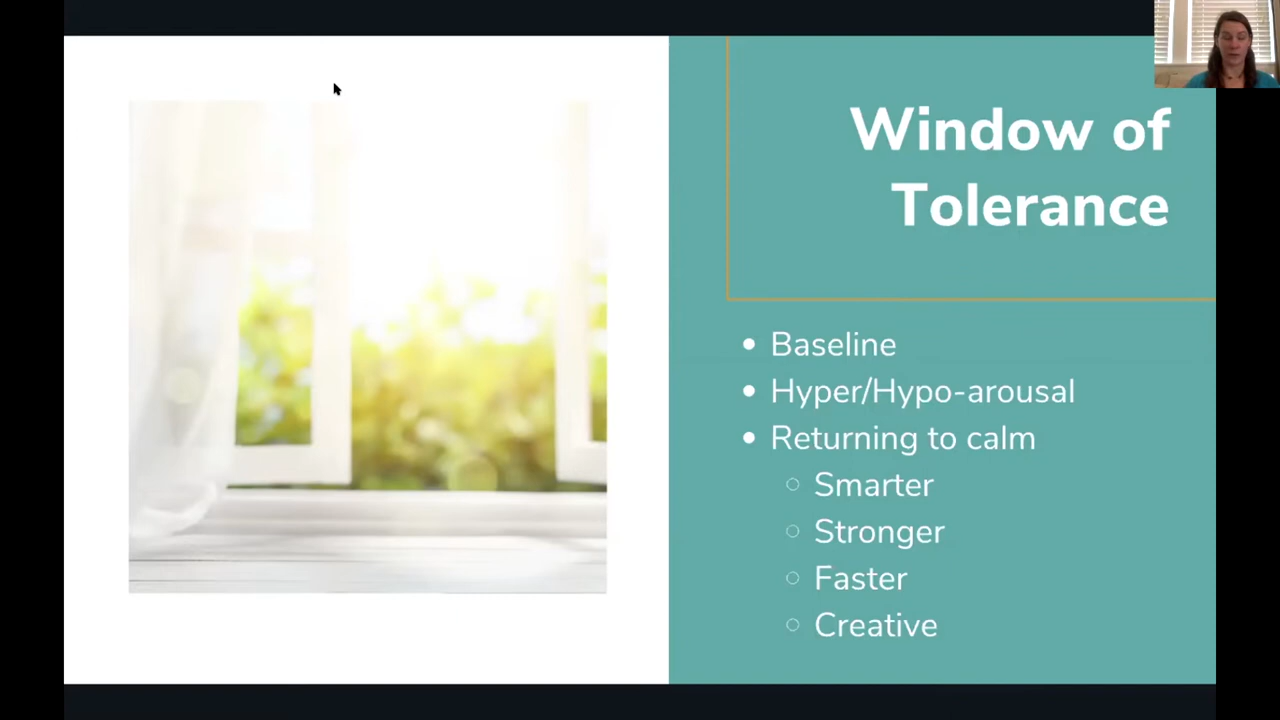 Window of
Tolerance
Baseline
Hyper/Hypo-arousal
Returning to calm
Smarter
Stronger
Faster
Creative